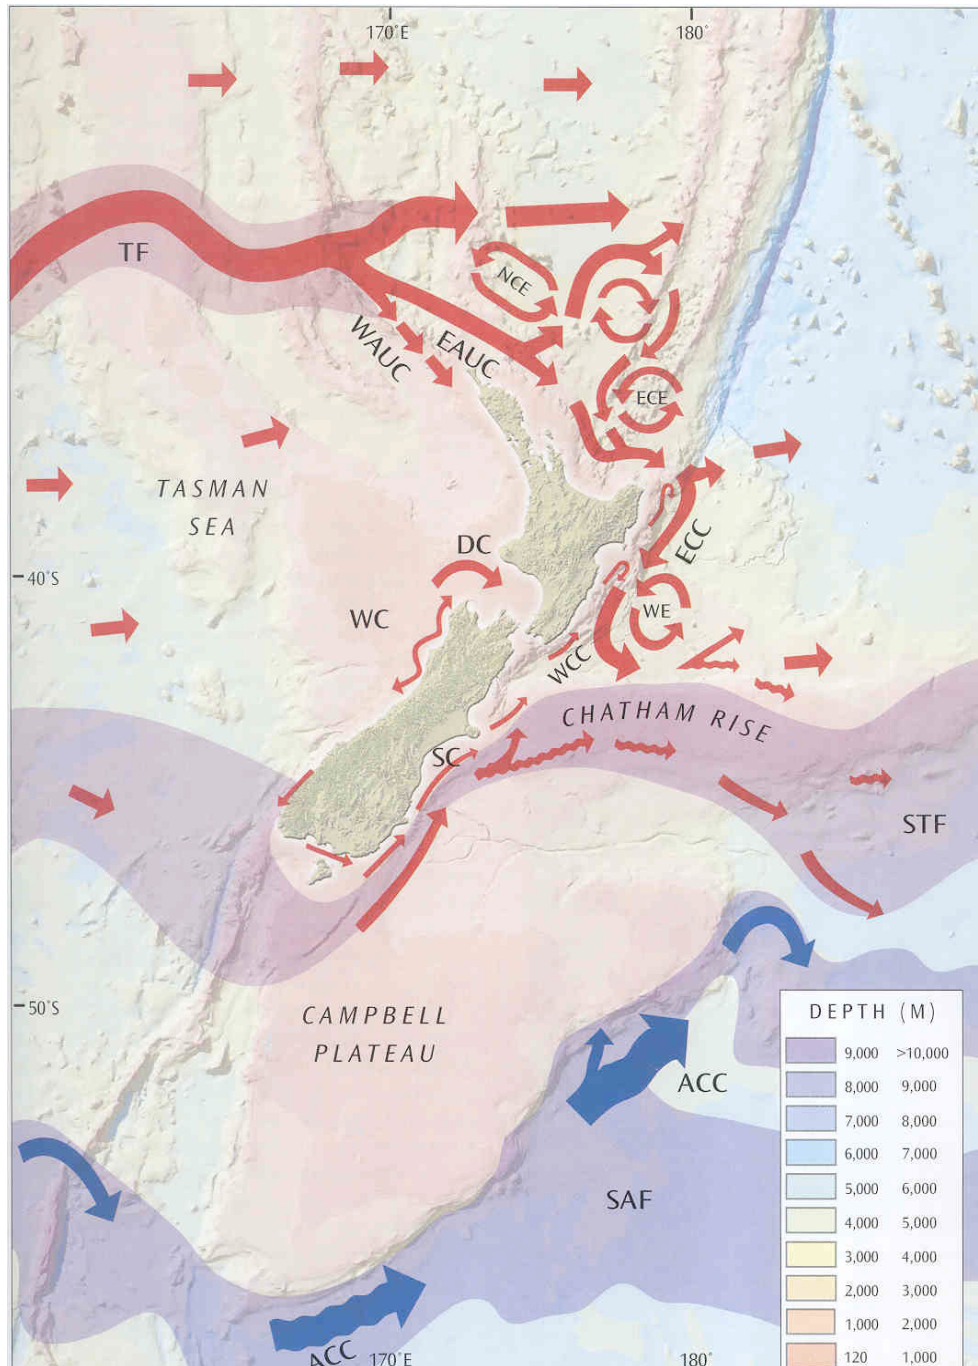 170°E
180°
TF
NCE
WAUC
EAUC
ECE
TASMAN
SEA
ECC
DC
40°S
WC
WE
WCC
CHATHAM RISE
SC
STF
50°S
CAMPBELL
PLATEAU
ACC
SAF
ACC
170°E
180°
DEPTH (M)
9,000 >10,000
8,000 9,000
7,000 8,000
6,000 7,000
5,000 6,000
4,000 5,000
3,000 4,000
2,000 3,000
1,000 2,000
120 1,000